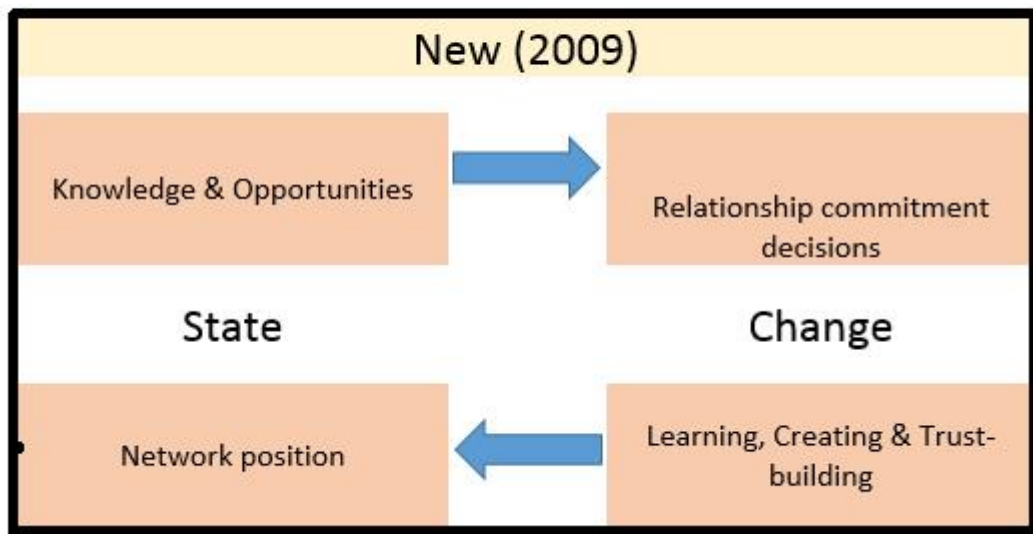 New (2009)
Knowledge & Opportunities
Relationship commitment
decisions
State
Change
Network position
Learning, Creating & Trust-
building